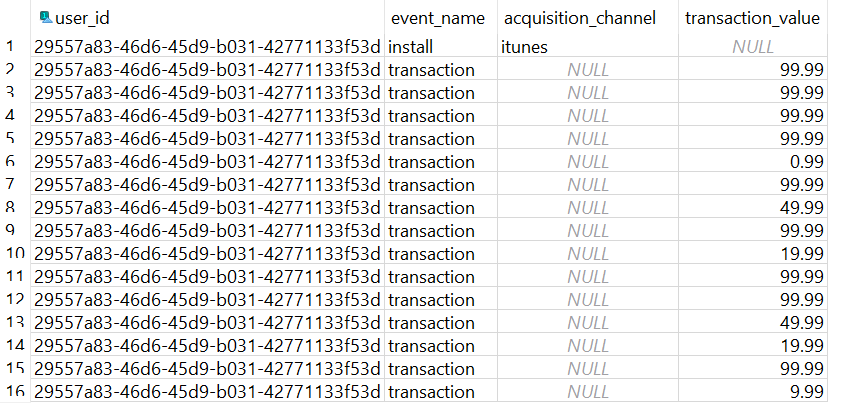 user_id event_name acquisition_channel transaction_value
1 29557a83-46d6-45d9-b031-42771133f53d install itunes NULL
2 29557a83-46d6-45d9-b031-42771133f53d transaction NULL 99.99
3 29557a83-46d6-45d9-b031-42771133f53d transaction NULL 99.99
4 29557a83-46d6-45d9-b031-42771133f53d transaction NULL 99.99
5 29557a83-46d6-45d9-b031-42771133f53d transaction NULL 99.99
6 29557a83-46d6-45d9-b031-42771133f53d transaction NULL 0.99
7 29557a83-46d6-45d9-b031-42771133f53d transaction NULL 99.99
8 29557a83-46d6-45d9-b031-42771133f53d transaction NULL 49.99
9 29557a83-46d6-45d9-b031-42771133f53d transaction NULL 99.99
10 29557a83-46d6-45d9-b031-42771133f53d transaction NULL 19.99
11 29557a83-46d6-45d9-b031-42771133f53d transaction NULL 99.99
12 29557a83-46d6-45d9-b031-42771133f53d transaction NULL 99.99
13 29557a83-46d6-45d9-b031-42771133f53d transaction NULL 49.99
14 29557a83-46d6-45d9-b031-42771133f53d transaction NULL 19.99
15 29557a83-46d6-45d9-b031-42771133f53d transaction NULL 99.99
16 29557a83-46d6-45d9-b031-42771133f53d transaction NULL 9.99